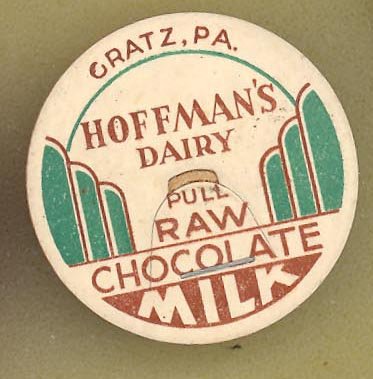 GRATZ, PA.
HOFFMAN'S
DAIRY
PULL
RAW
CHOCOLATE
MILK